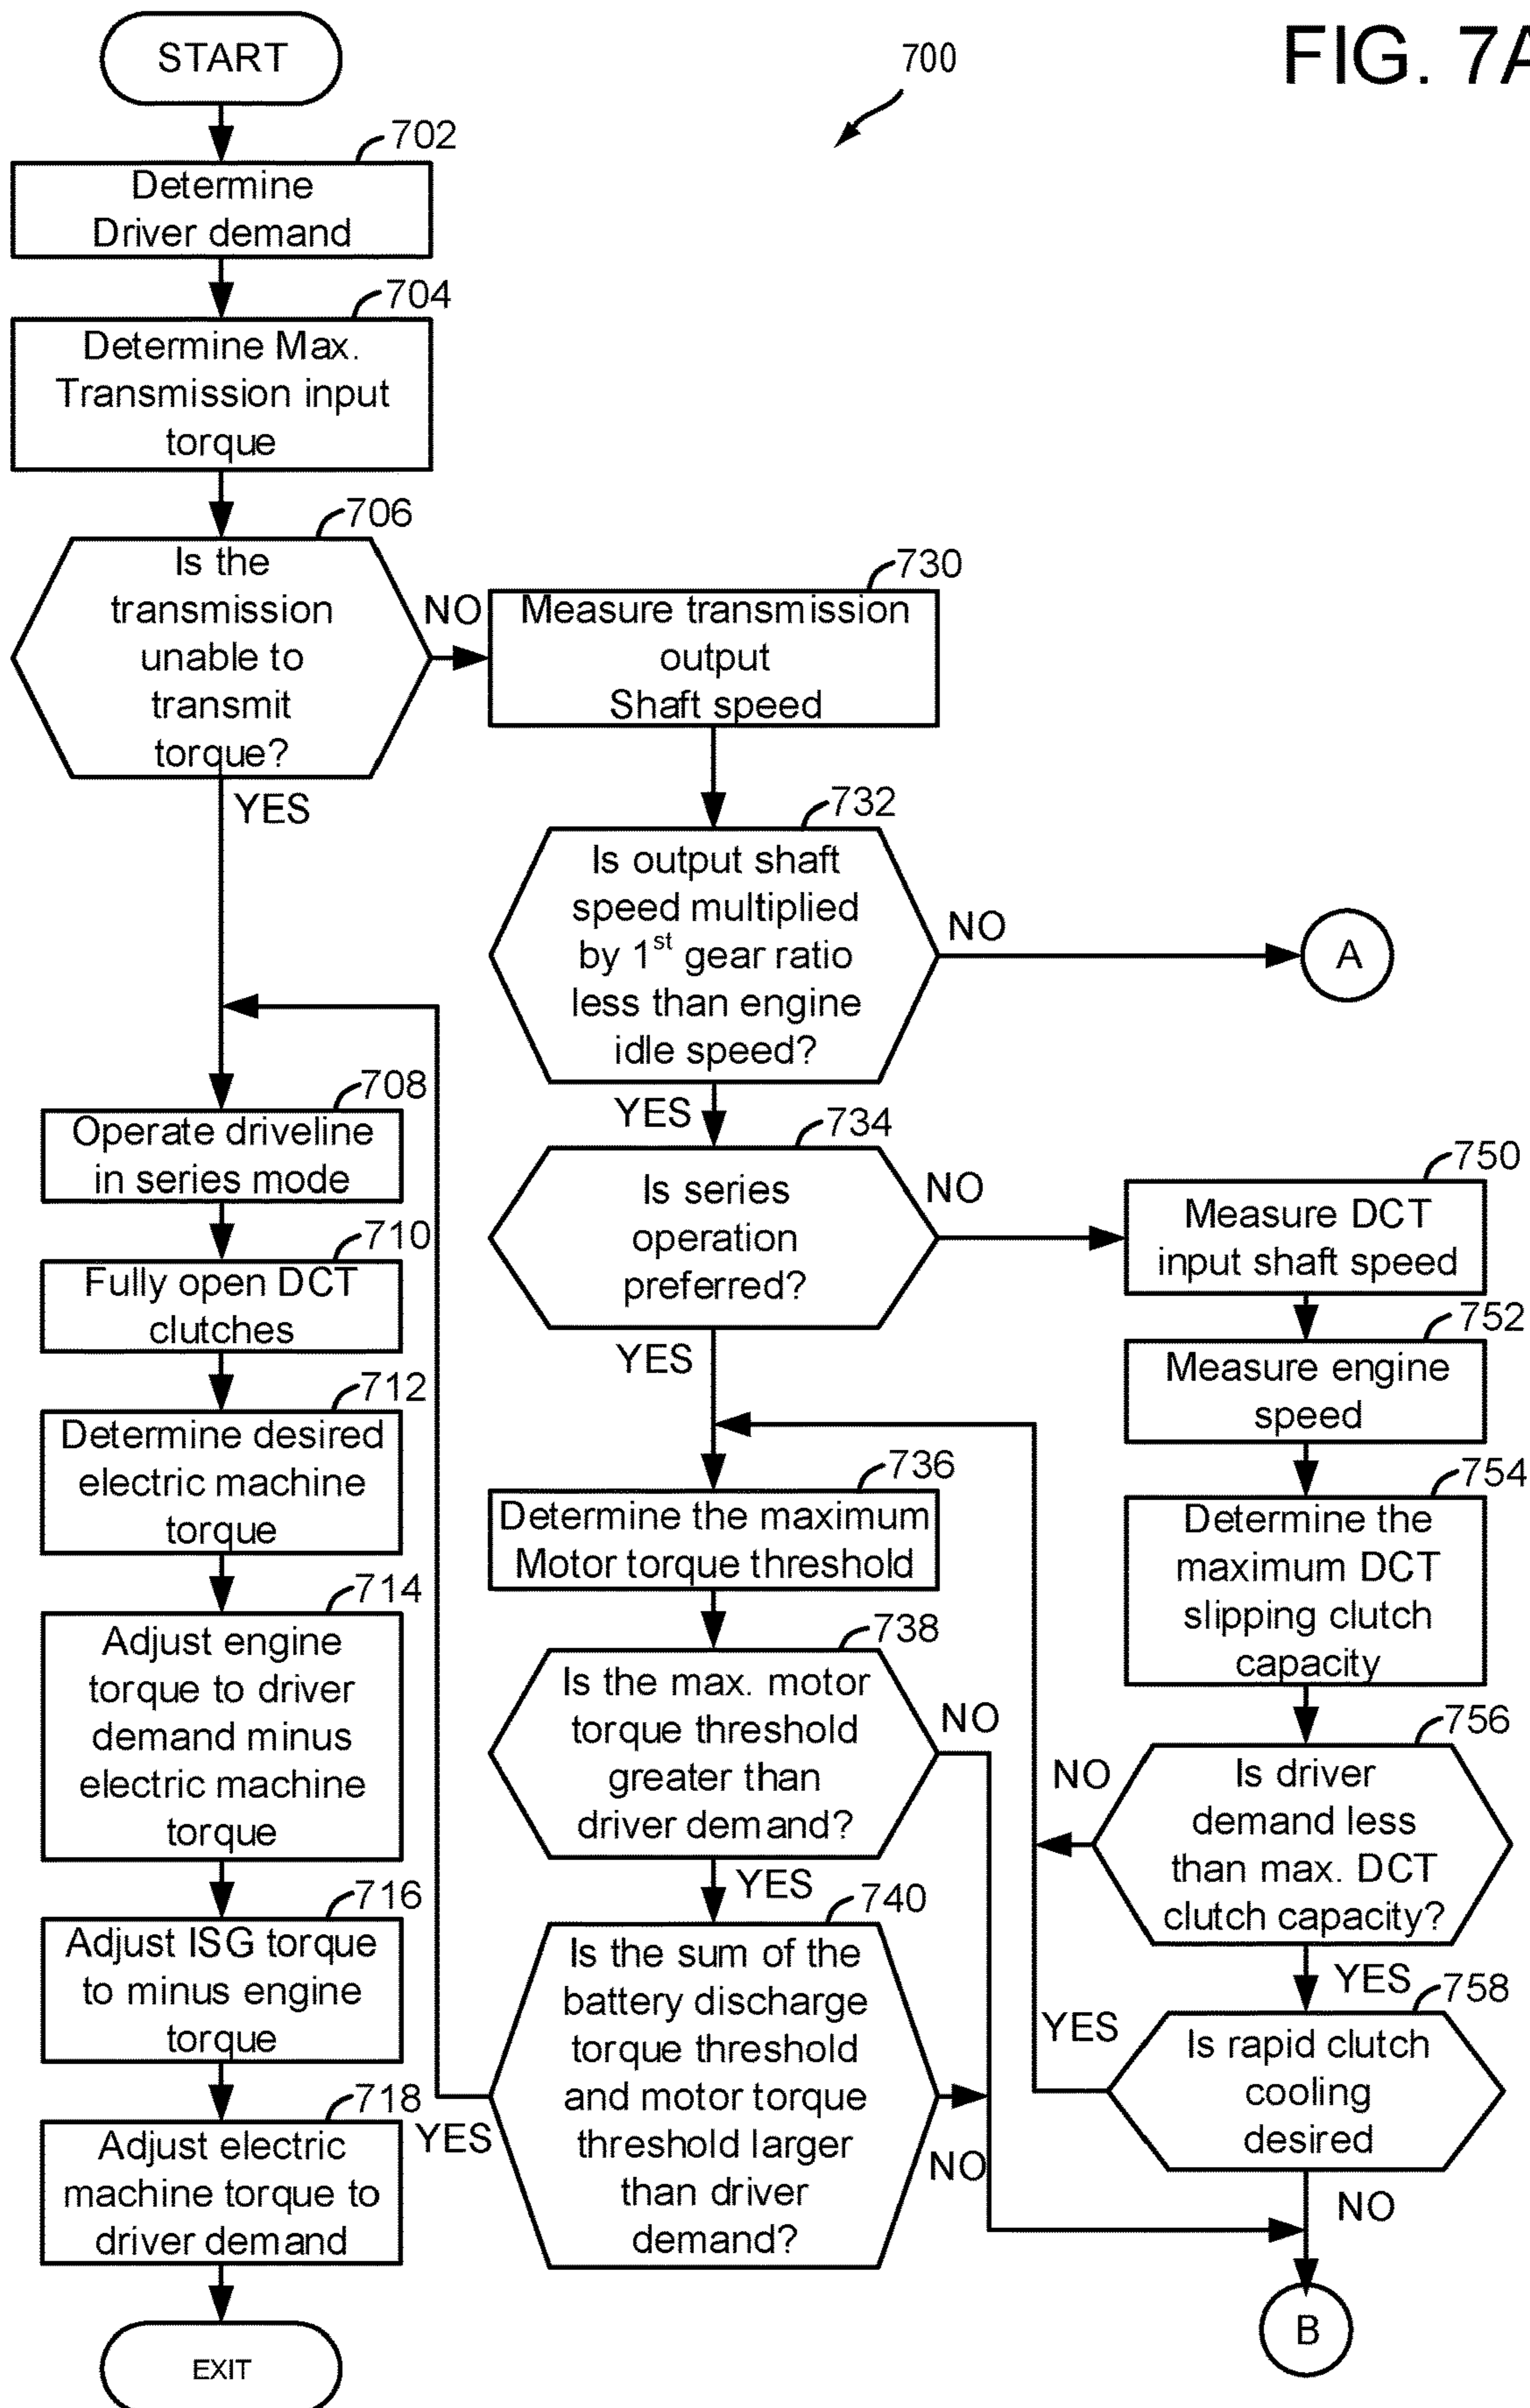 FIG. 7A
700
START
702
Determine
Driver demand
704
Determine Max.
Transmission input
torque
706
Is the
transmission
unable to
transmit
torque?
NO
YES
730
Measure transmission
output
Shaft speed
732
Is output shaft
speed multiplied
by 1st gear ratio
less than engine
idle speed?
NO
A
YES
734
Is series
operation
preferred?
NO
YES
708
Operate driveline
in series mode
710
Fully open DCT
clutches
712
Determine desired
electric machine
torque
714
Adjust engine
torque to driver
demand minus
electric machine
torque
716
Adjust ISG torque
to minus engine
torque
718
Adjust electric
machine torque to
driver demand
EXIT
736
Determine the maximum
Motor torque threshold
738
Is the max. motor
torque threshold
greater than
driver demand?
NO
YES
740
Is the sum of the
battery discharge
torque threshold
and motor torque
threshold larger
than driver
demand?
YES
NO
750
Measure DCT
input shaft speed
752
Measure engine
speed
754
Determine the
maximum DCT
slipping clutch
capacity
756
Is driver
demand less
than max. DCT
clutch capacity?
NO
YES
758
Is rapid clutch
cooling
desired
YES
NO
B